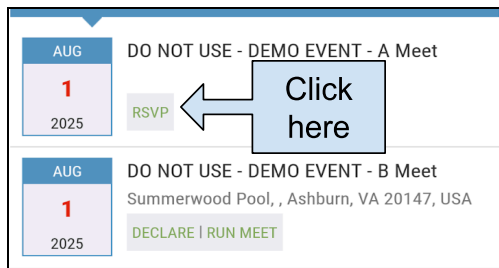 AUG
1
2025
DO NOT USE - DEMO EVENT - A Meet
RSVP
Click
here
AUG
1
2025
DO NOT USE - DEMO EVENT - B Meet
Summerwood Pool, , Ashburn, VA 20147, USA
DECLARE | RUN MEET